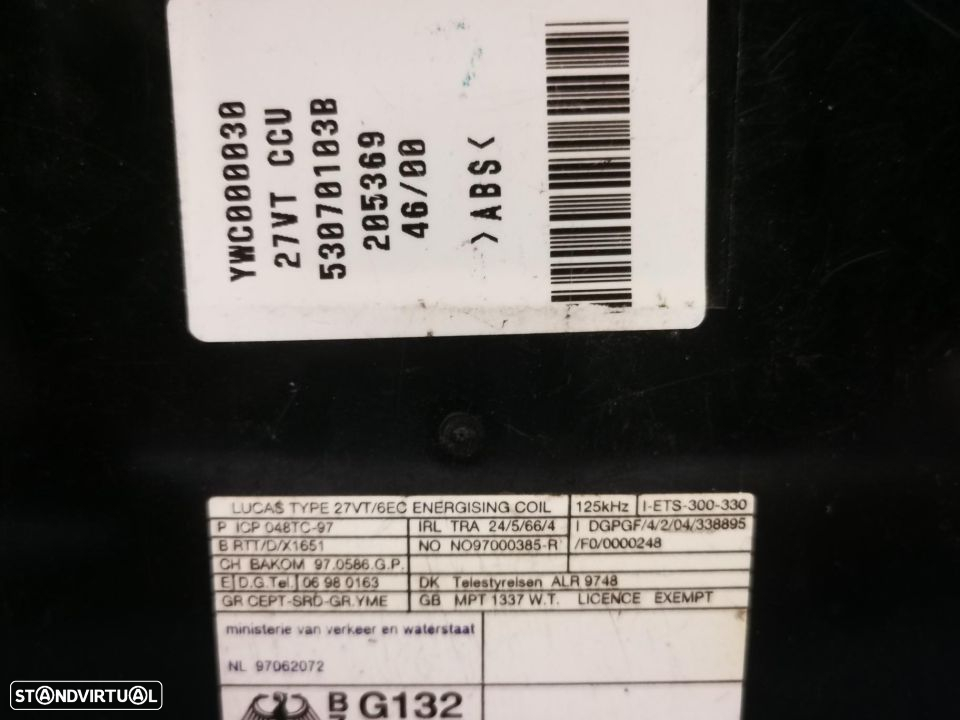 YWC000030
27VT CCU
53070103B
205369
46/00
>ABS<
LUCAS TYPE 27VT/6EC ENERGISING COIL 125kHz I-ETS-300-330
P ICP 048TC-97 IRL TRA 24/5/66/4 I DGPGF/4/2/04/338895
B RTT/D/X1651 NO NO97000385-R /F0/0000248
CH BAKOM 97.0586.G.P.
E D.G.Tel. 06 98 0163 DK Telestyrelsen ALR 9748
GR CEPT-SRD-GR.YME GB MPT 1337 W.T. LICENCE EXEMPT
ministerie van verkeer en waterstaat
NL 97062072
B G132
STANDVIRTUAL